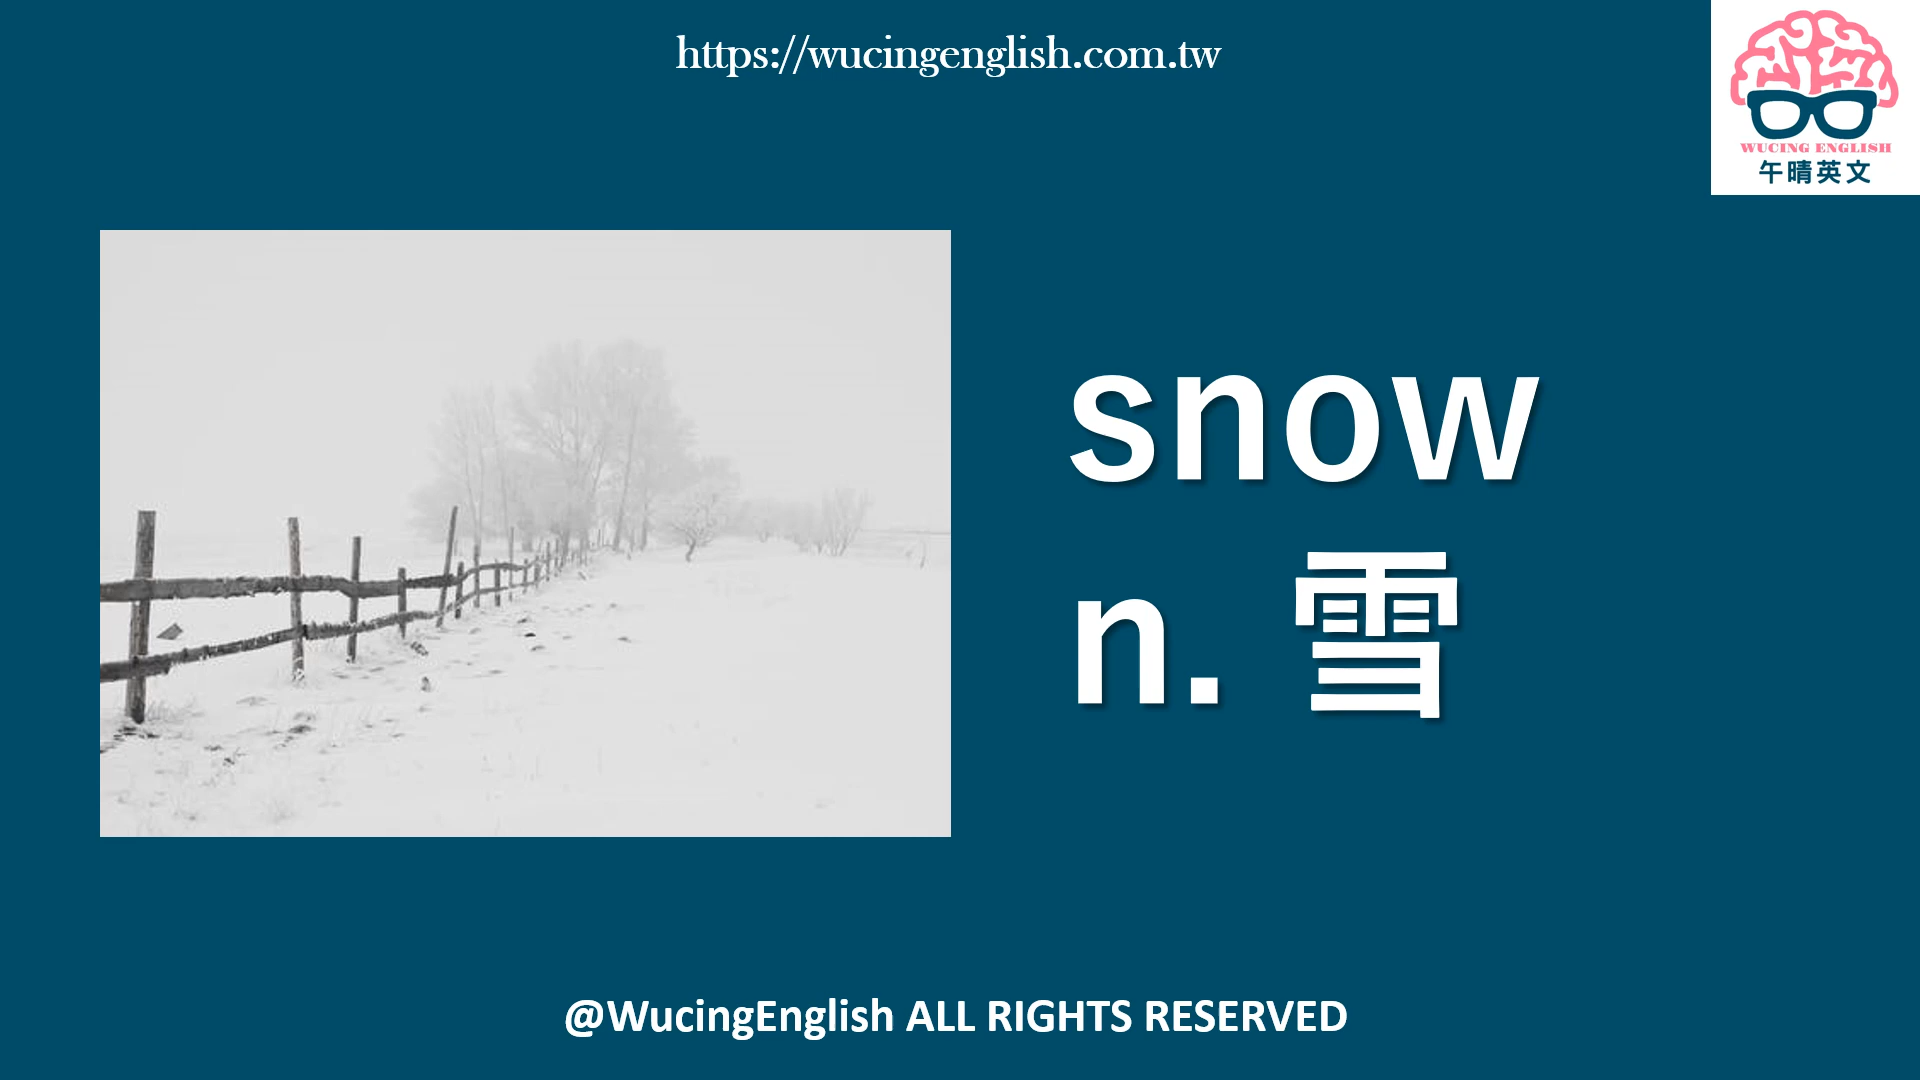 https://wucingenglish.com.tw
WUCING ENGLISH
午晴英文
snow
n. 雪
@WucingEnglish ALL RIGHTS RESERVED